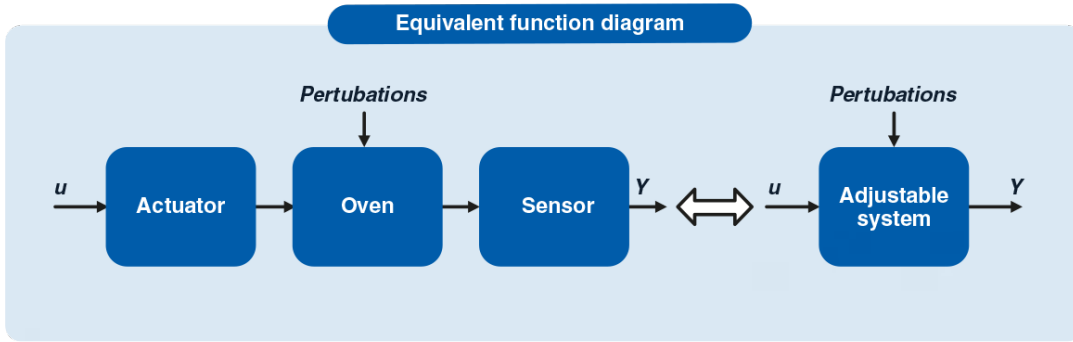 Equivalent function diagram
Pertubations
Pertubations
u
Actuator
Oven
Sensor
Y
u
Adjustable
system
Y